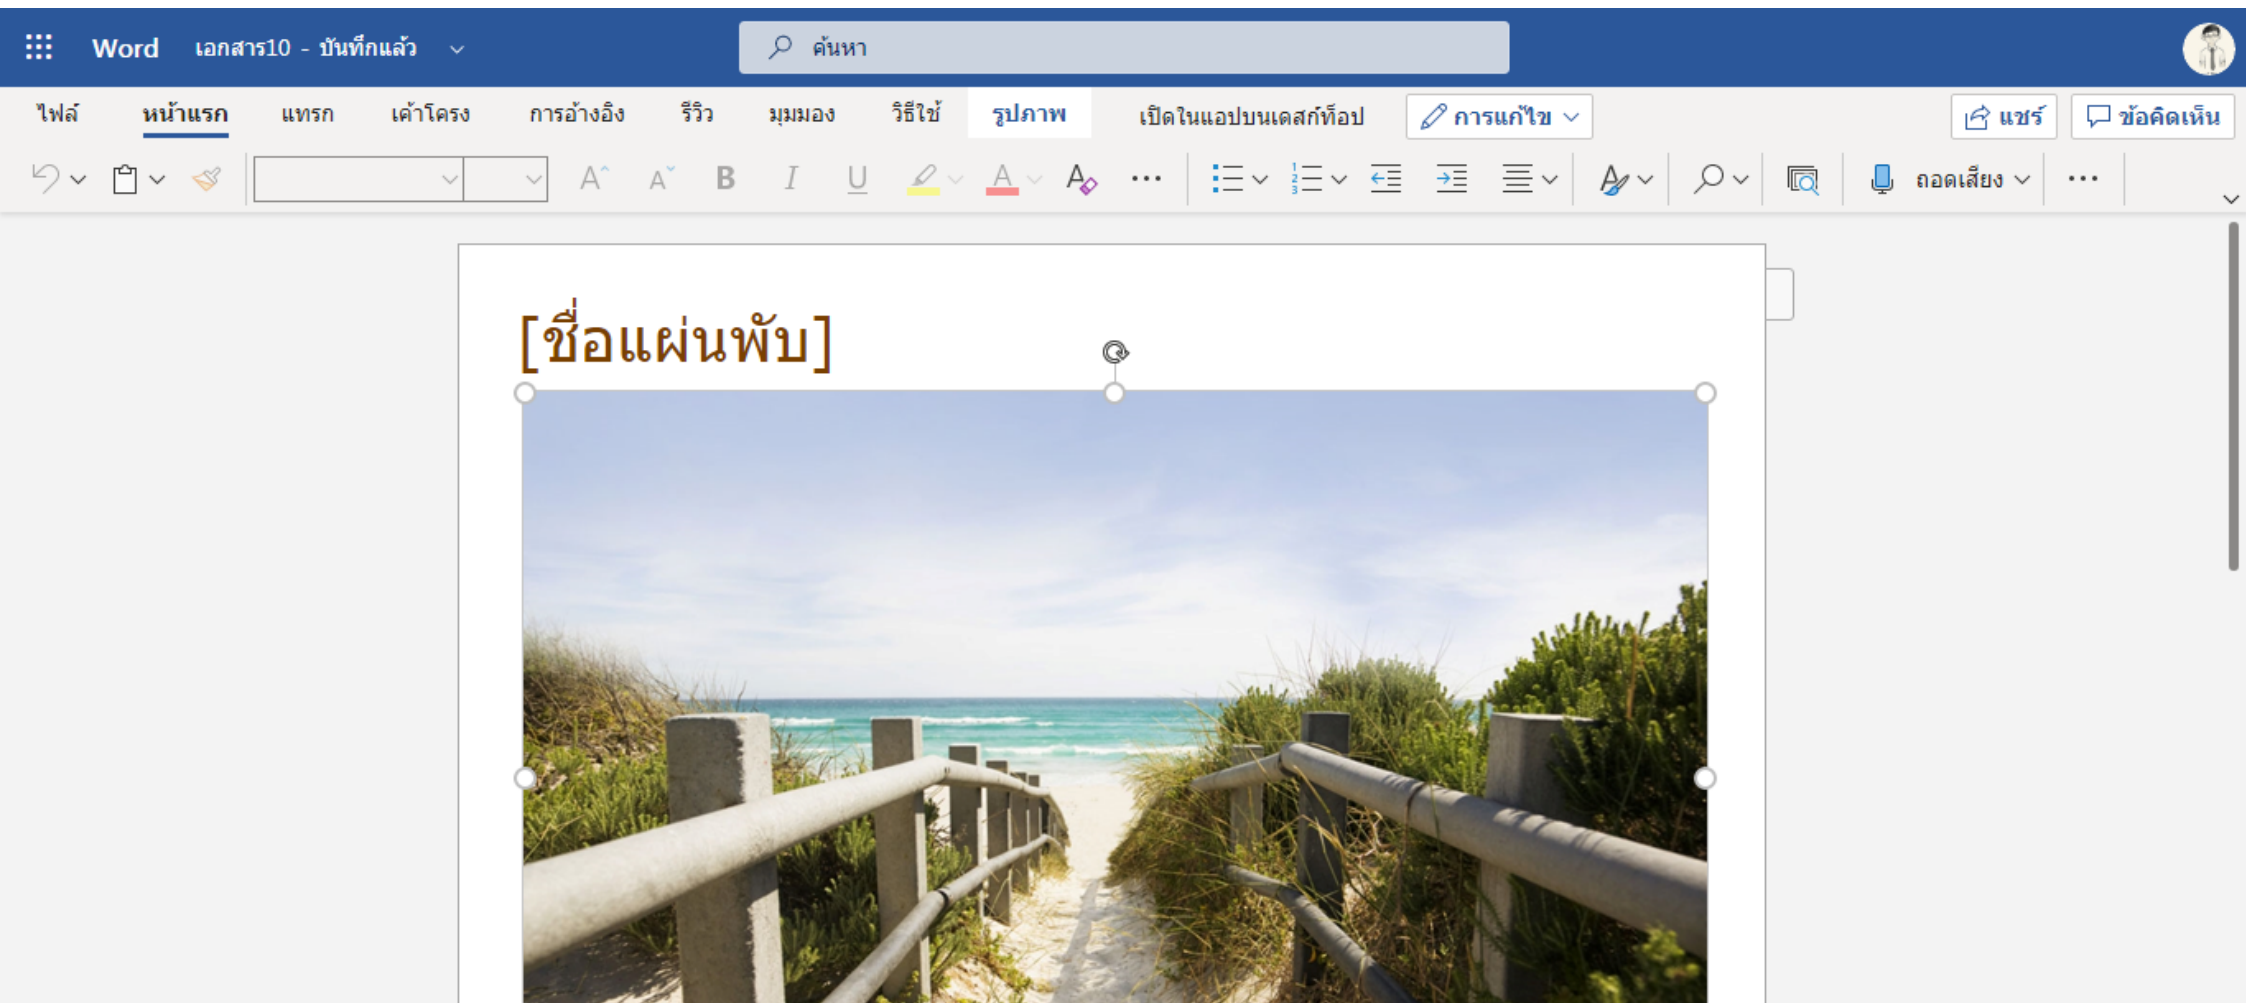 Word เอกสาร10 - บันทึกแล้ว ค้นหา
ไฟล์ หน้าแรก แทรก เค้าโครง การอ้างอิง รีวิว มุมมอง วิธีใช้ รูปภาพ เปิดในแอปบนเดสก์ท็อป การแก้ไข แชร์ ข้อคิดเห็น
ถอดเสียง
[ชื่อแผ่นพับ]